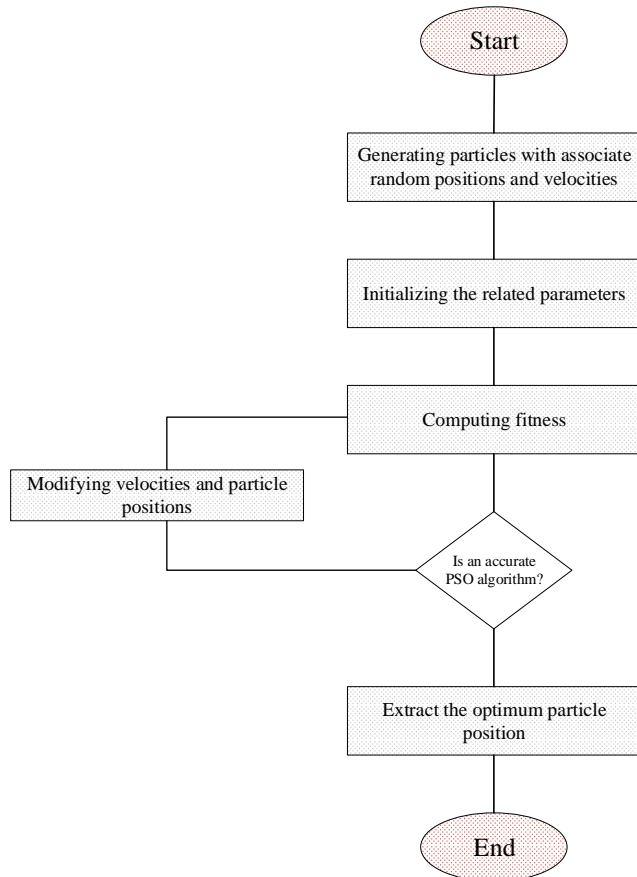 Start
Generating particles with associate
random positions and velocities
Initializing the related parameters
Computing fitness
Modifying velocities and particle
positions
Is an accurate
PSO algorithm?
Extract the optimum particle
position
End